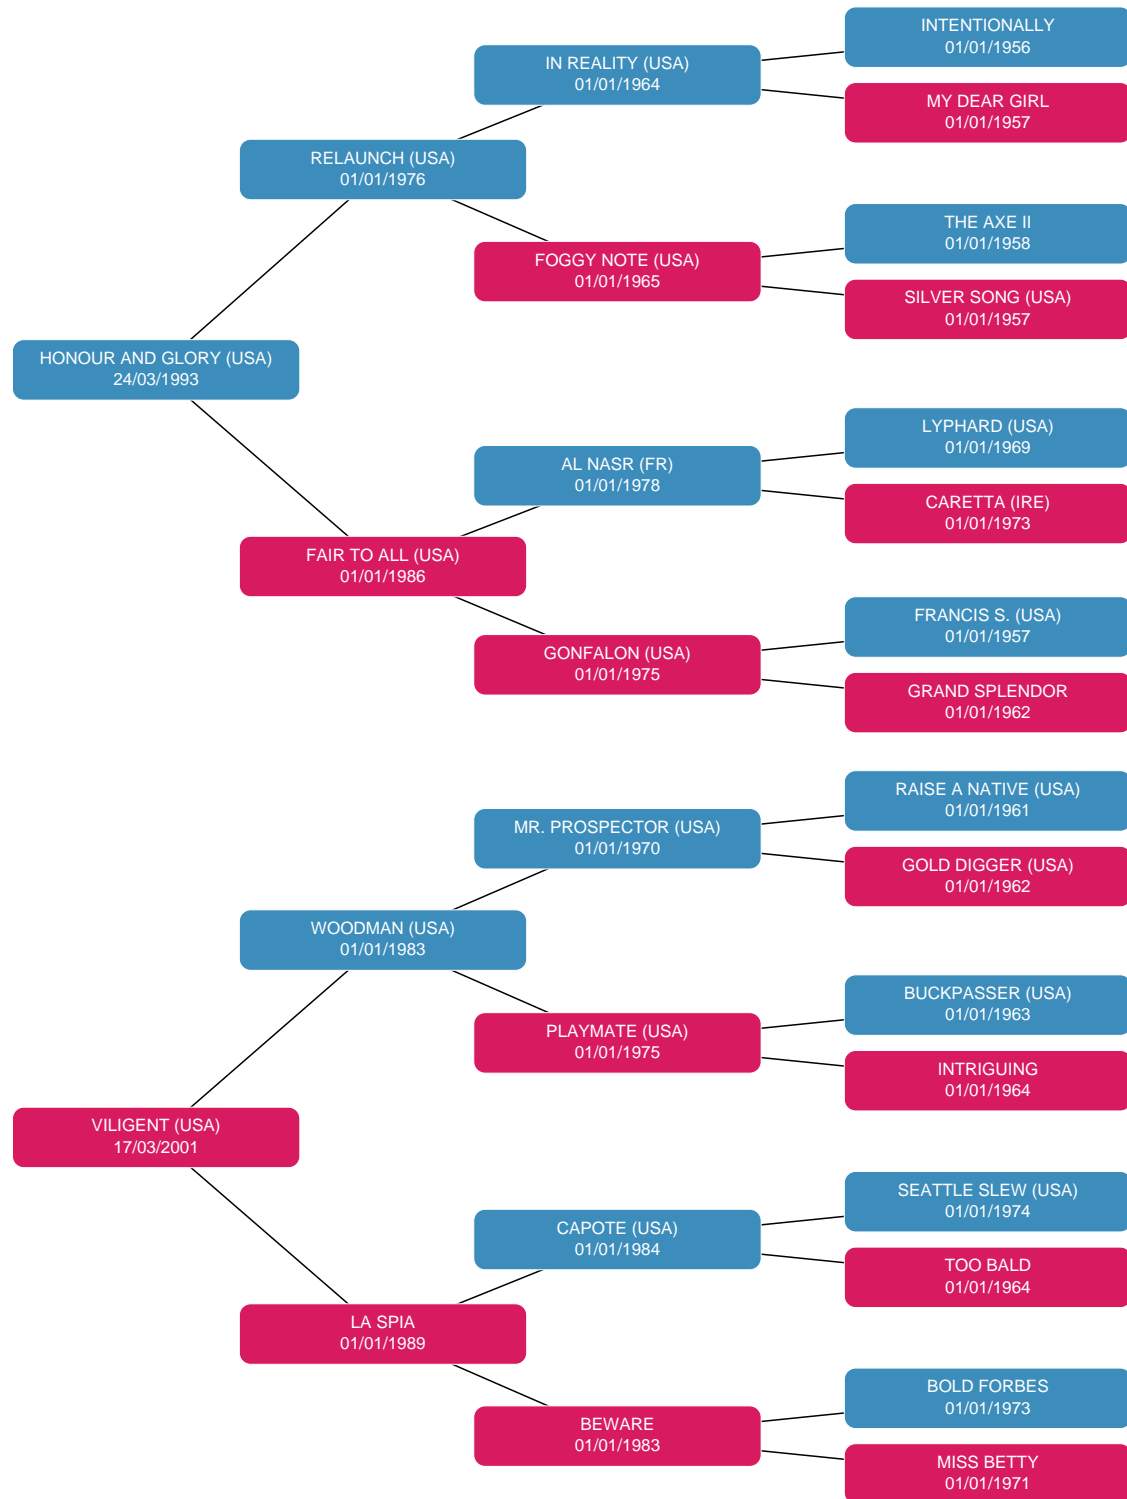 INTENTIONALLY
01/01/1956
IN REALITY (USA)
01/01/1964
MY DEAR GIRL
01/01/1957
RELAUNCH (USA)
01/01/1976
THE AXE II
01/01/1958
FOGGY NOTE (USA)
01/01/1965
SILVER SONG (USA)
01/01/1957
HONOUR AND GLORY (USA)
24/03/1993
LYPHARD (USA)
01/01/1969
AL NASR (FR)
01/01/1978
CARETTA (IRE)
01/01/1973
FAIR TO ALL (USA)
01/01/1986
FRANCIS S. (USA)
01/01/1957
GONFALON (USA)
01/01/1975
GRAND SPLENDOR
01/01/1962
RAISE A NATIVE (USA)
01/01/1961
MR. PROSPECTOR (USA)
01/01/1970
GOLD DIGGER (USA)
01/01/1962
WOODMAN (USA)
01/01/1983
BUCKPASSER (USA)
01/01/1963
PLAYMATE (USA)
01/01/1975
INTRIGUING
01/01/1964
VILIGENT (USA)
17/03/2001
SEATTLE SLEW (USA)
01/01/1974
CAPOTE (USA)
01/01/1984
TOO BALD
01/01/1964
LA SPIA
01/01/1989
BOLD FORBES
01/01/1973
BEWARE
01/01/1983
MISS BETTY
01/01/1971